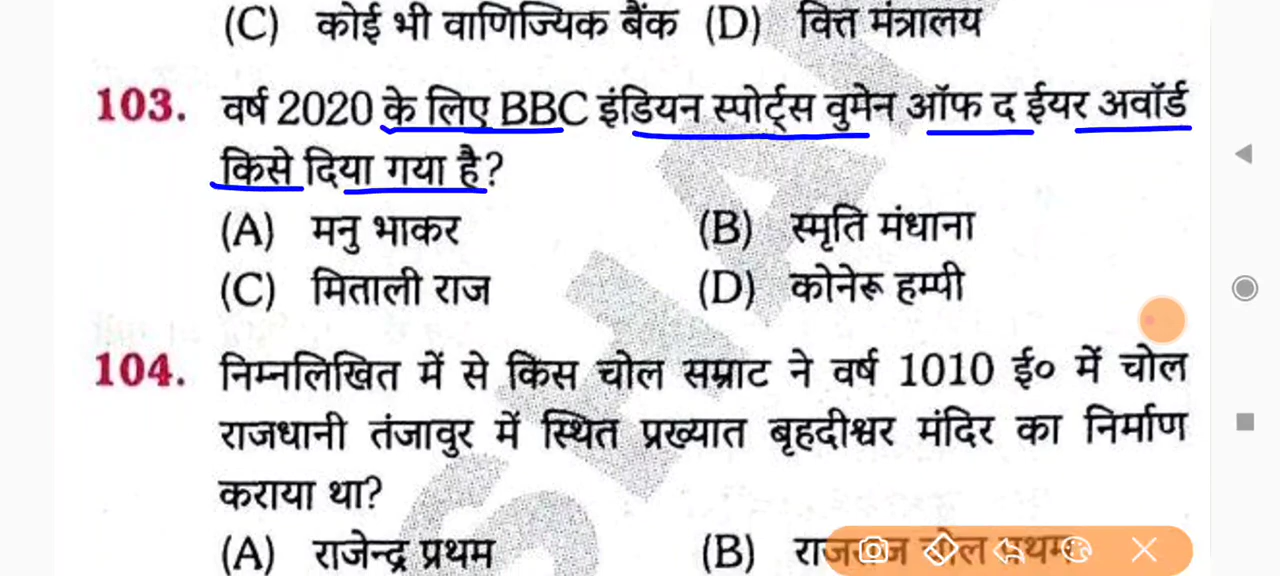 (C) कोई भी वाणिज्यिक बैंक (D) वित्त मंत्रालय
103. वर्ष 2020 के लिए BBC इंडियन स्पोर्ट्स वुमेन ऑफ द ईयर अवॉर्ड
किसे दिया गया है?
(A) मनु भाकर (B) स्मृति मंधाना
(C) मिताली राज (D) कोनेरू हम्पी
104. निम्नलिखित में से किस चोल सम्राट ने वर्ष 1010 ई० में चोल
राजधानी तंजावुर में स्थित प्रख्यात बृहदीश्वर मंदिर का निर्माण
कराया था?
(A) राजेन्द्र प्रथम (B)